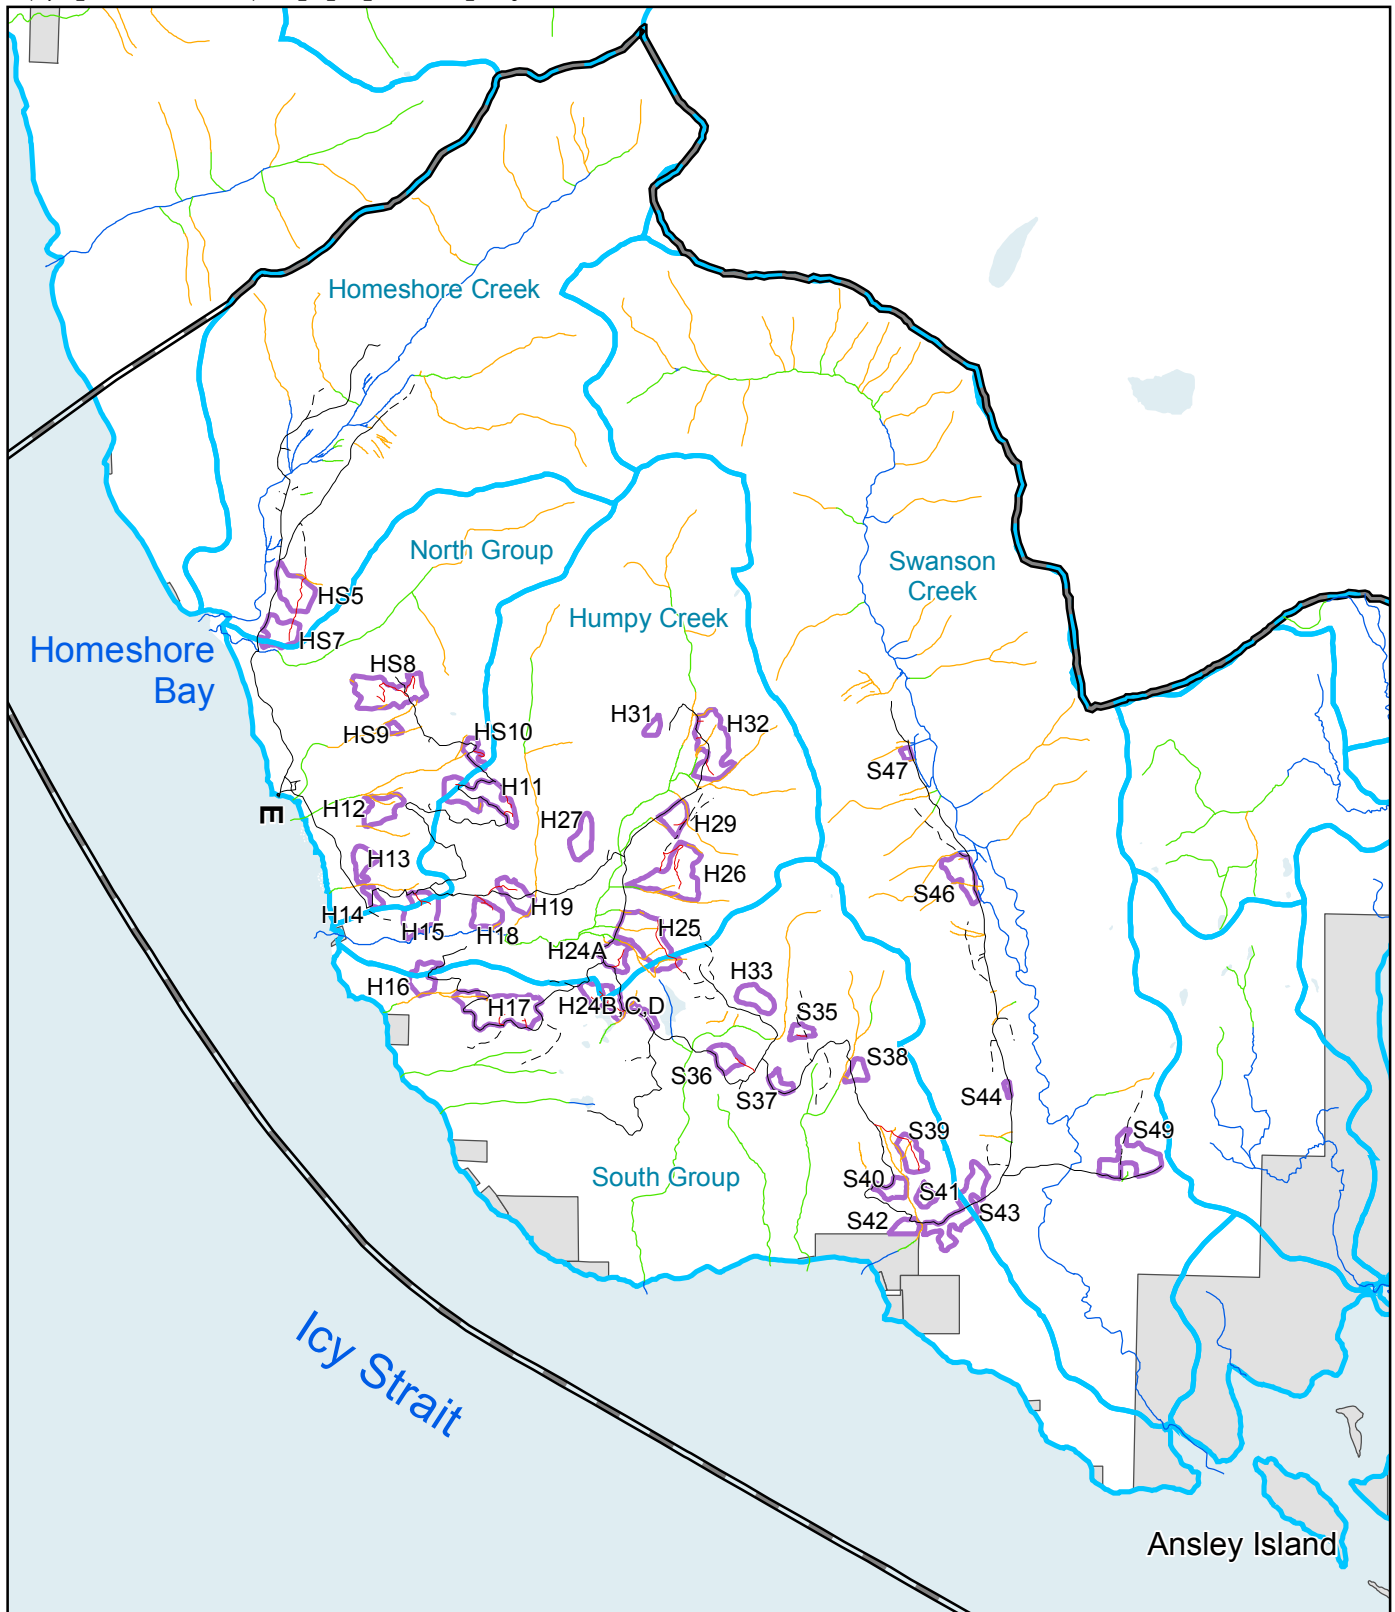 Homeshore Creek
North Group
Swanson
Creek
HS5
Humpy Creek
HS7
Homeshore
Bay
HS8
H31
H32
HS9
HS10
S47
H11
H12
H27
H29
H13
H26
S46
H14
H15
H18
H19
H25
H24A
H16
H33
H17
H24B,C,D
S35
S38
S36
S37
S44
S39
S49
South Group
S40
S41
S42
S43
Icy Strait
Ansley Island